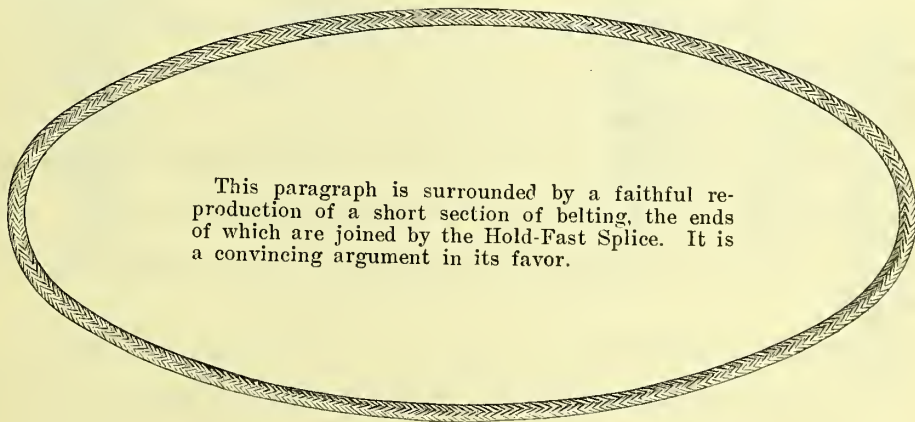 This paragraph is surrounded by a faithful re-
production of a short section of belting, the ends
of which are joined by the Hold-Fast Splice. It is
a convincing argument in its favor.